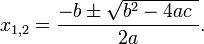 x_{1,2} = \frac{-b \pm \sqrt{b^2 - 4ac}}{2a}.